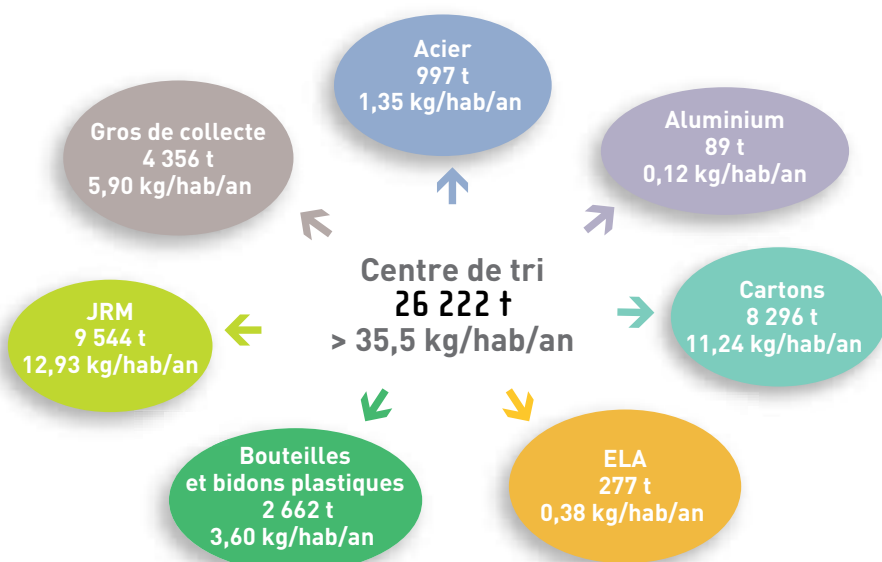 Acier
997 t
1,35 kg/hab/an
Gros de collecte
4 356 t
5,90 kg/hab/an
Aluminium
89 t
0,12 kg/hab/an
Centre de tri
26 222 t
> 35,5 kg/hab/an
JRM
9 544 t
12,93 kg/hab/an
Cartons
8 296 t
11,24 kg/hab/an
Bouteilles
et bidons plastiques
2 662 t
3,60 kg/hab/an
ELA
277 t
0,38 kg/hab/an